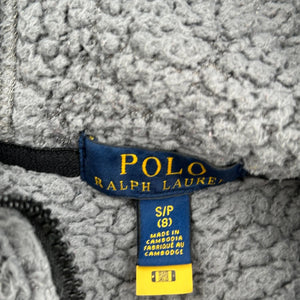 POLO
RALPH LAUREN
S/P
(8)
MADE IN
CAMBODIA
FABRIQUÉ AU
CAMBODGE